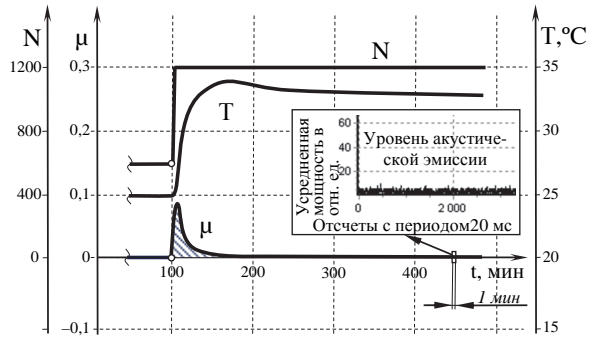 N μ T,ºC
1200 0,3 N 35
T
800 0,2 30
400 0,1 25
μ
0 0 20
100 200 300 400 t, мин
–0,1 15
1 мин
Усредненная
мощность в
отн. ед.
60
40
20
0 2 000
Уровень акустиче-
ской эмиссии
Отсчеты с периодом20 мс